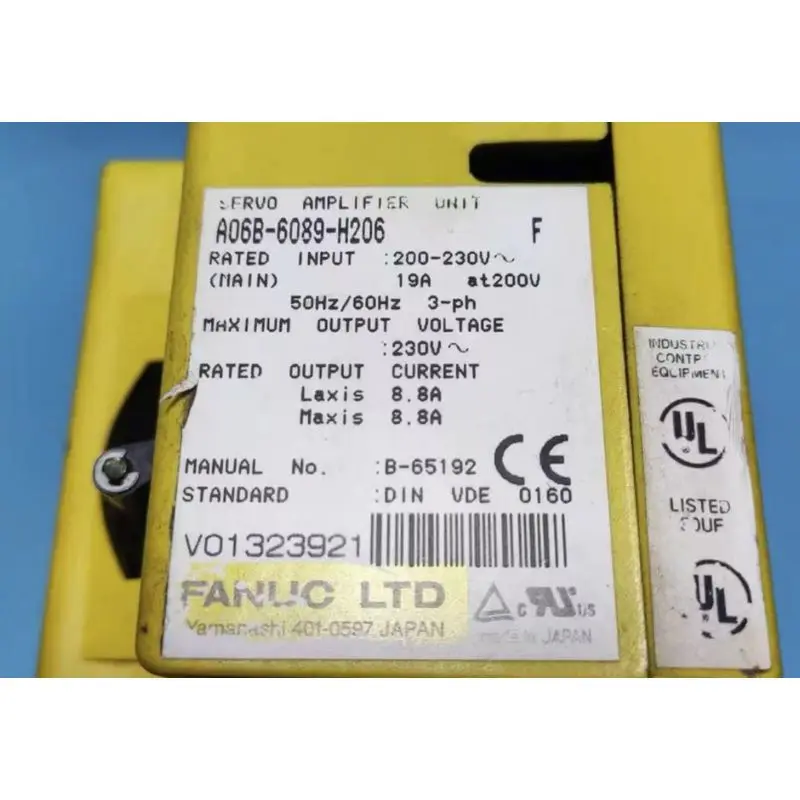 SERVO AMPLIFIER UNIT
A06B-6089-H206 F
RATED INPUT :200-230V～
(MAIN) 19A at200V
50Hz/60Hz 3-ph
MAXIMUM OUTPUT VOLTAGE
:230V～
RATED OUTPUT CURRENT
Laxis 8.8A
Maxis 8.8A
MANUAL No. :B-65192 CE
STANDARD :DIN VDE 0160
V01323921
FANUC LTD
Yamanashi 401-0597 JAPAN
c UR us
made in JAPAN
EQUIPMENT
UL
LISTED
UL